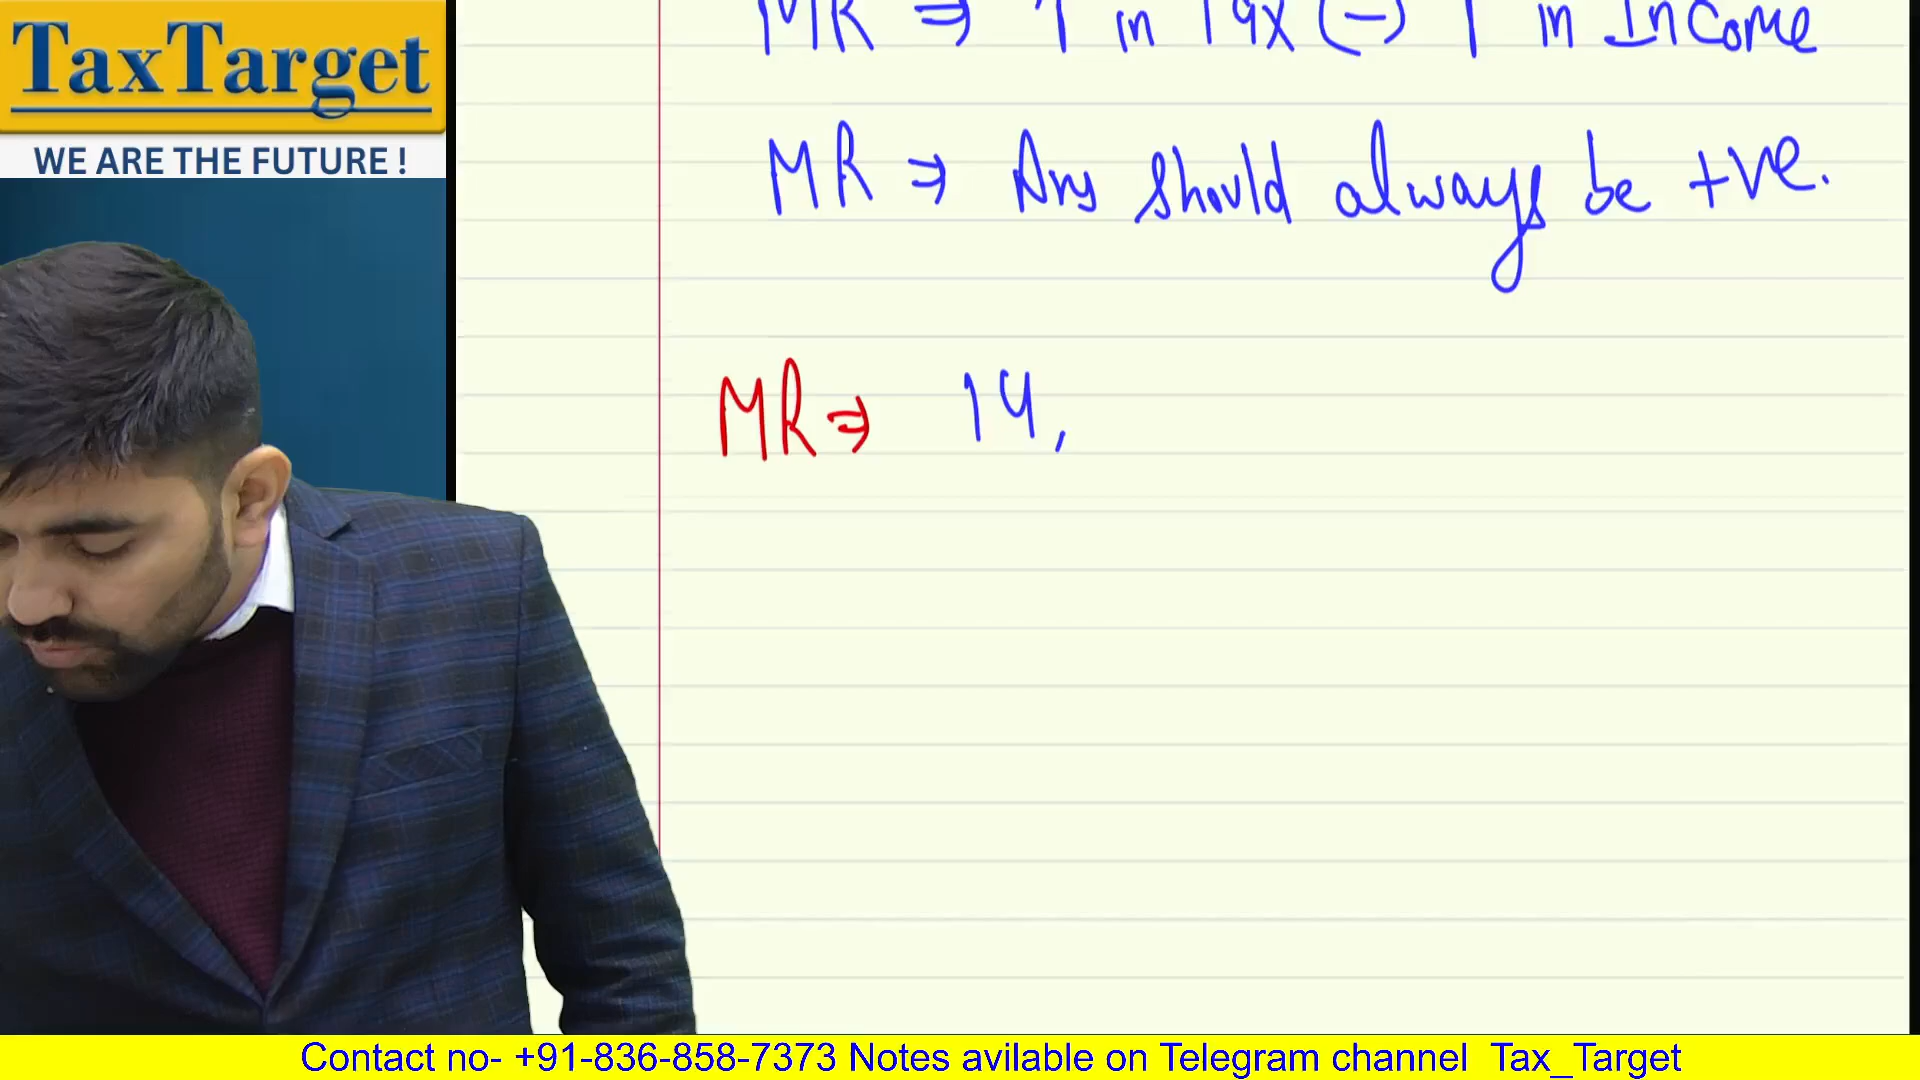 TaxTarget
WE ARE THE FUTURE !
MR ⇒ ↑ in Tax (-) ↑ in Income
MR ⇒ Ans should always be +ve.
MR ⇒ 14,
Contact no- +91-836-858-7373 Notes avilable on Telegram channel Tax_Target